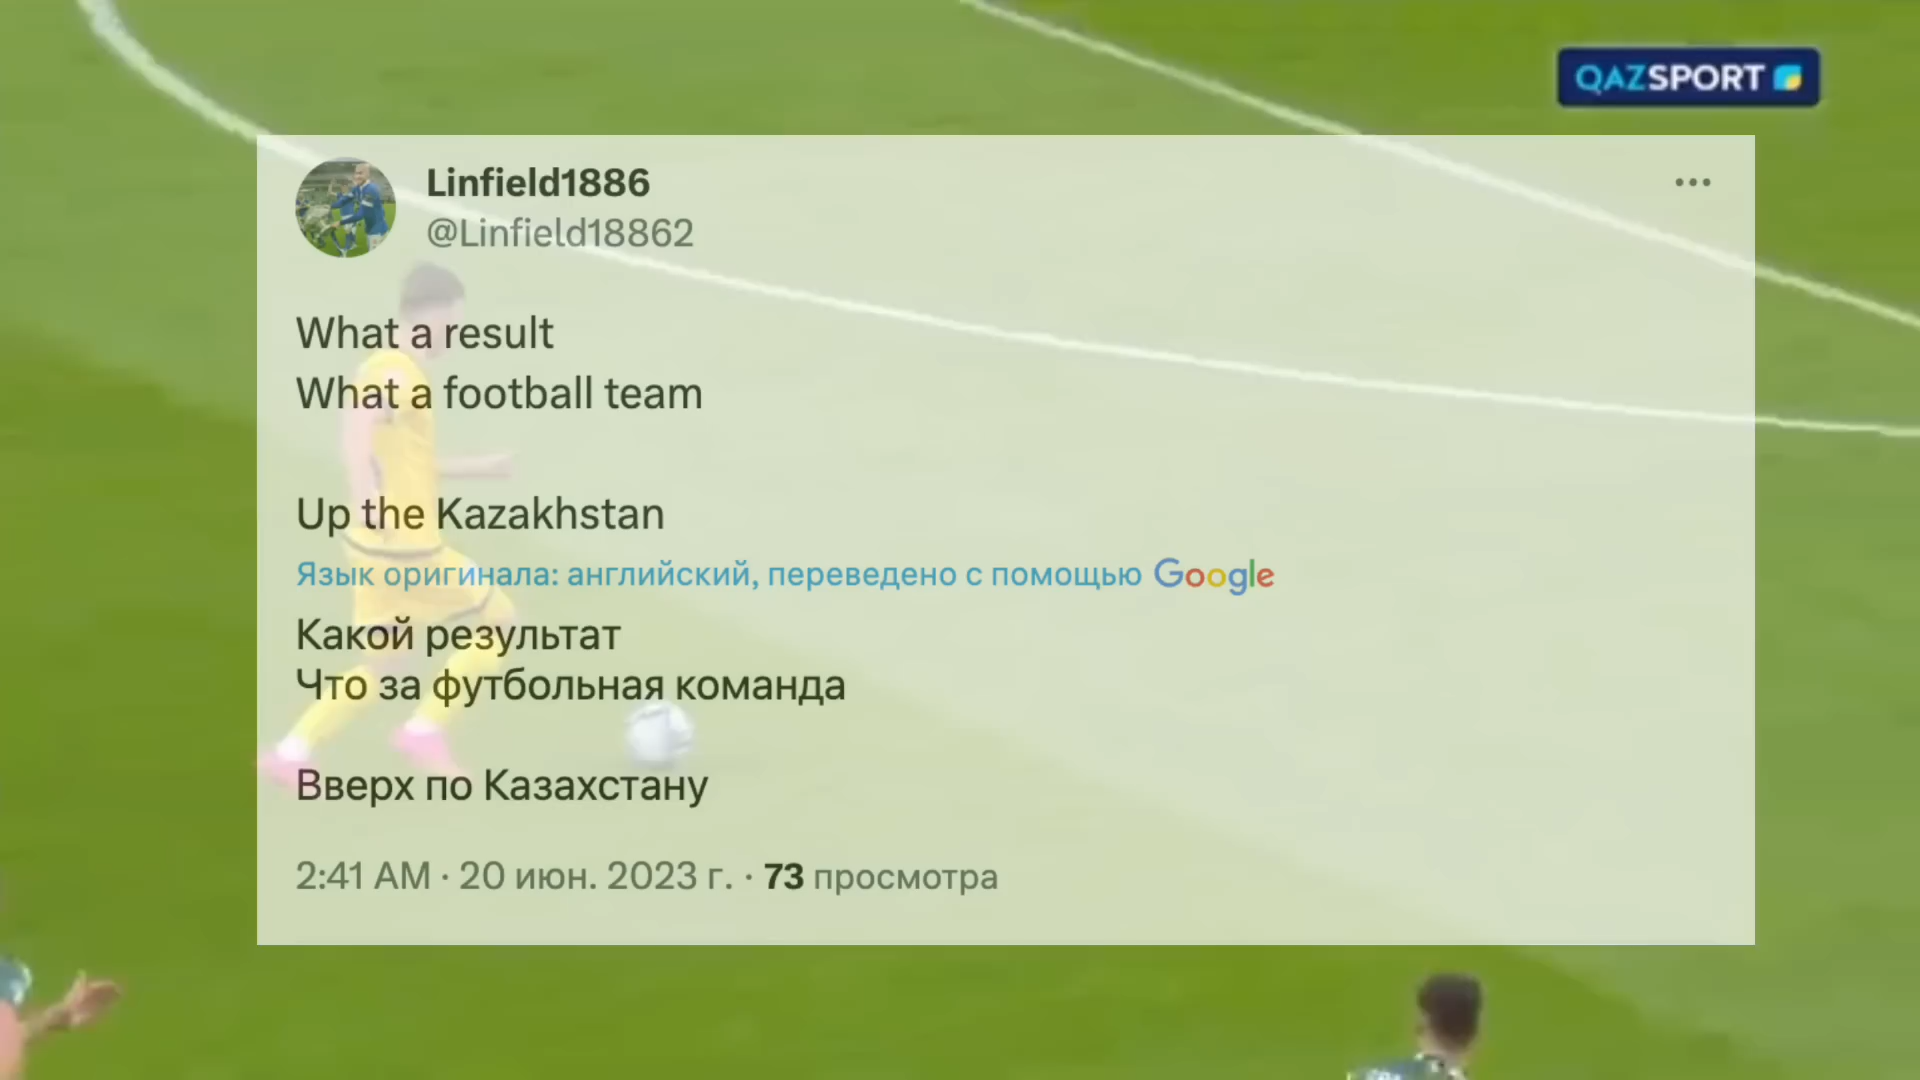 QAZSPORT
Linfield1886
@Linfield18862
What a result
What a football team
Up the Kazakhstan
Язык оригинала: английский, переведено с помощью Google
Какой результат
Что за футбольная команда
Вверх по Казахстану
2:41 AM · 20 июн. 2023 г. · 73 просмотра